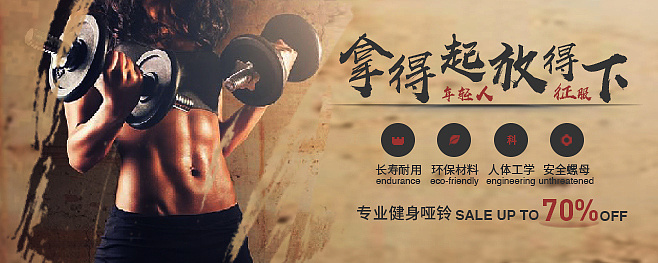 拿得起放得下
年轻人 征服
科
长寿耐用 环保材料 人体工学 安全螺母
endurance eco-friendly engineering unthreatened
专业健身哑铃 SALE UP TO 70% OFF